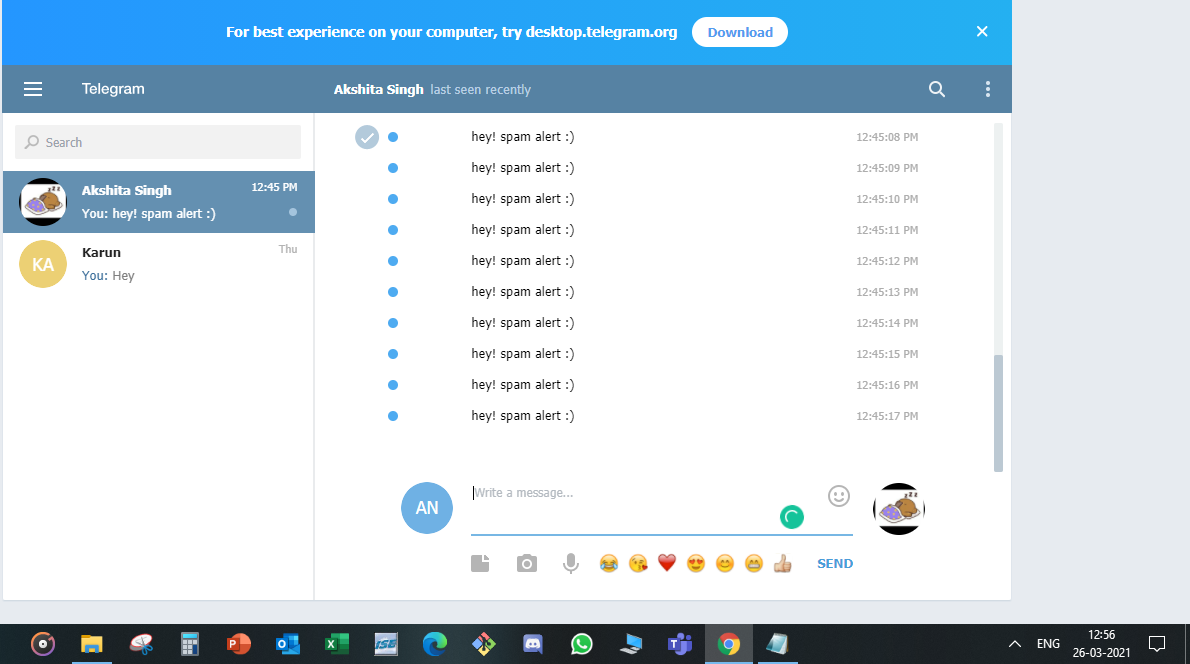 For best experience on your computer, try desktop.telegram.org Download
Telegram
Akshita Singh last seen recently
Search
Akshita Singh 12:45 PM
You: hey! spam alert :)
KA
Karun Thu
You: Hey
hey! spam alert :) 12:45:08 PM
hey! spam alert :) 12:45:09 PM
hey! spam alert :) 12:45:10 PM
hey! spam alert :) 12:45:11 PM
hey! spam alert :) 12:45:12 PM
hey! spam alert :) 12:45:13 PM
hey! spam alert :) 12:45:14 PM
hey! spam alert :) 12:45:15 PM
hey! spam alert :) 12:45:16 PM
hey! spam alert :) 12:45:17 PM
AN
Write a message...
SEND
ENG
12:56
26-03-2021